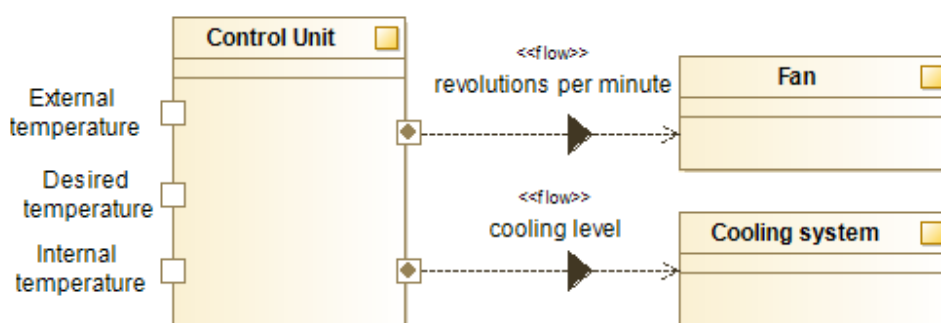 Control Unit
<<flow>>
revolutions per minute
Fan
External
temperature
Desired
temperature
<<flow>>
cooling level
Cooling system
Internal
temperature